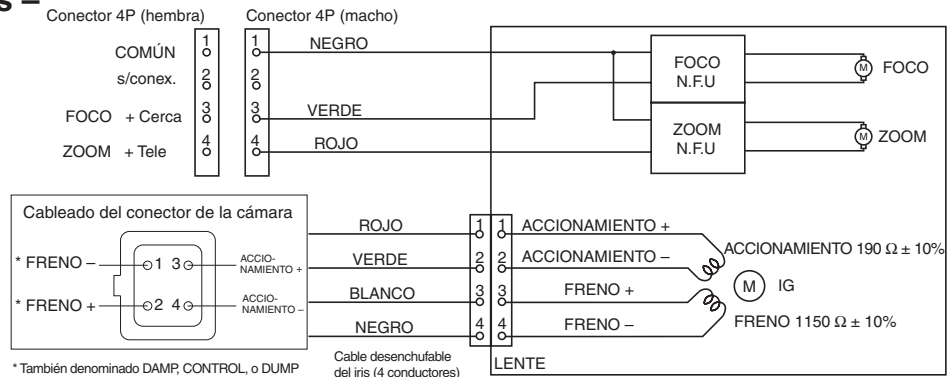 s –
Conector 4P (hembra)
Conector 4P (macho)
COMÚN
1
1
NEGRO
s/conex.
2
2
FOCO + Cerca
3
3
VERDE
ZOOM + Tele
4
4
ROJO
FOCO
N.F.U
M
FOCO
ZOOM
N.F.U
M
ZOOM
Cableado del conector de la cámara
* FRENO –
1 3
ACCIO-
NAMIENTO +
* FRENO +
2 4
ACCIO-
NAMIENTO –
ROJO
1
1
ACCIONAMIENTO +
VERDE
2
2
ACCIONAMIENTO –
BLANCO
3
3
FRENO +
NEGRO
4
4
FRENO –
ACCIONAMIENTO 190 Ω ± 10%
M
IG
FRENO 1150 Ω ± 10%
* También denominado DAMP, CONTROL, o DUMP
Cable desenchufable
del iris (4 conductores)
LENTE